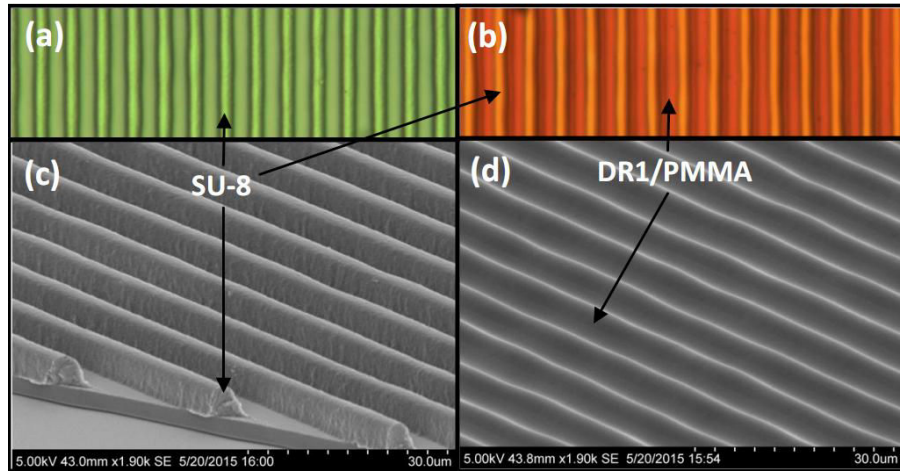 (a)
(b)
(c)
SU-8
(d)
DR1/PMMA
5.00kV 43.0mm x1.90k SE 5/20/2015 16:00
30.0um
5.00kV 43.8mm x1.90k SE 5/20/2015 15:54
30.0um